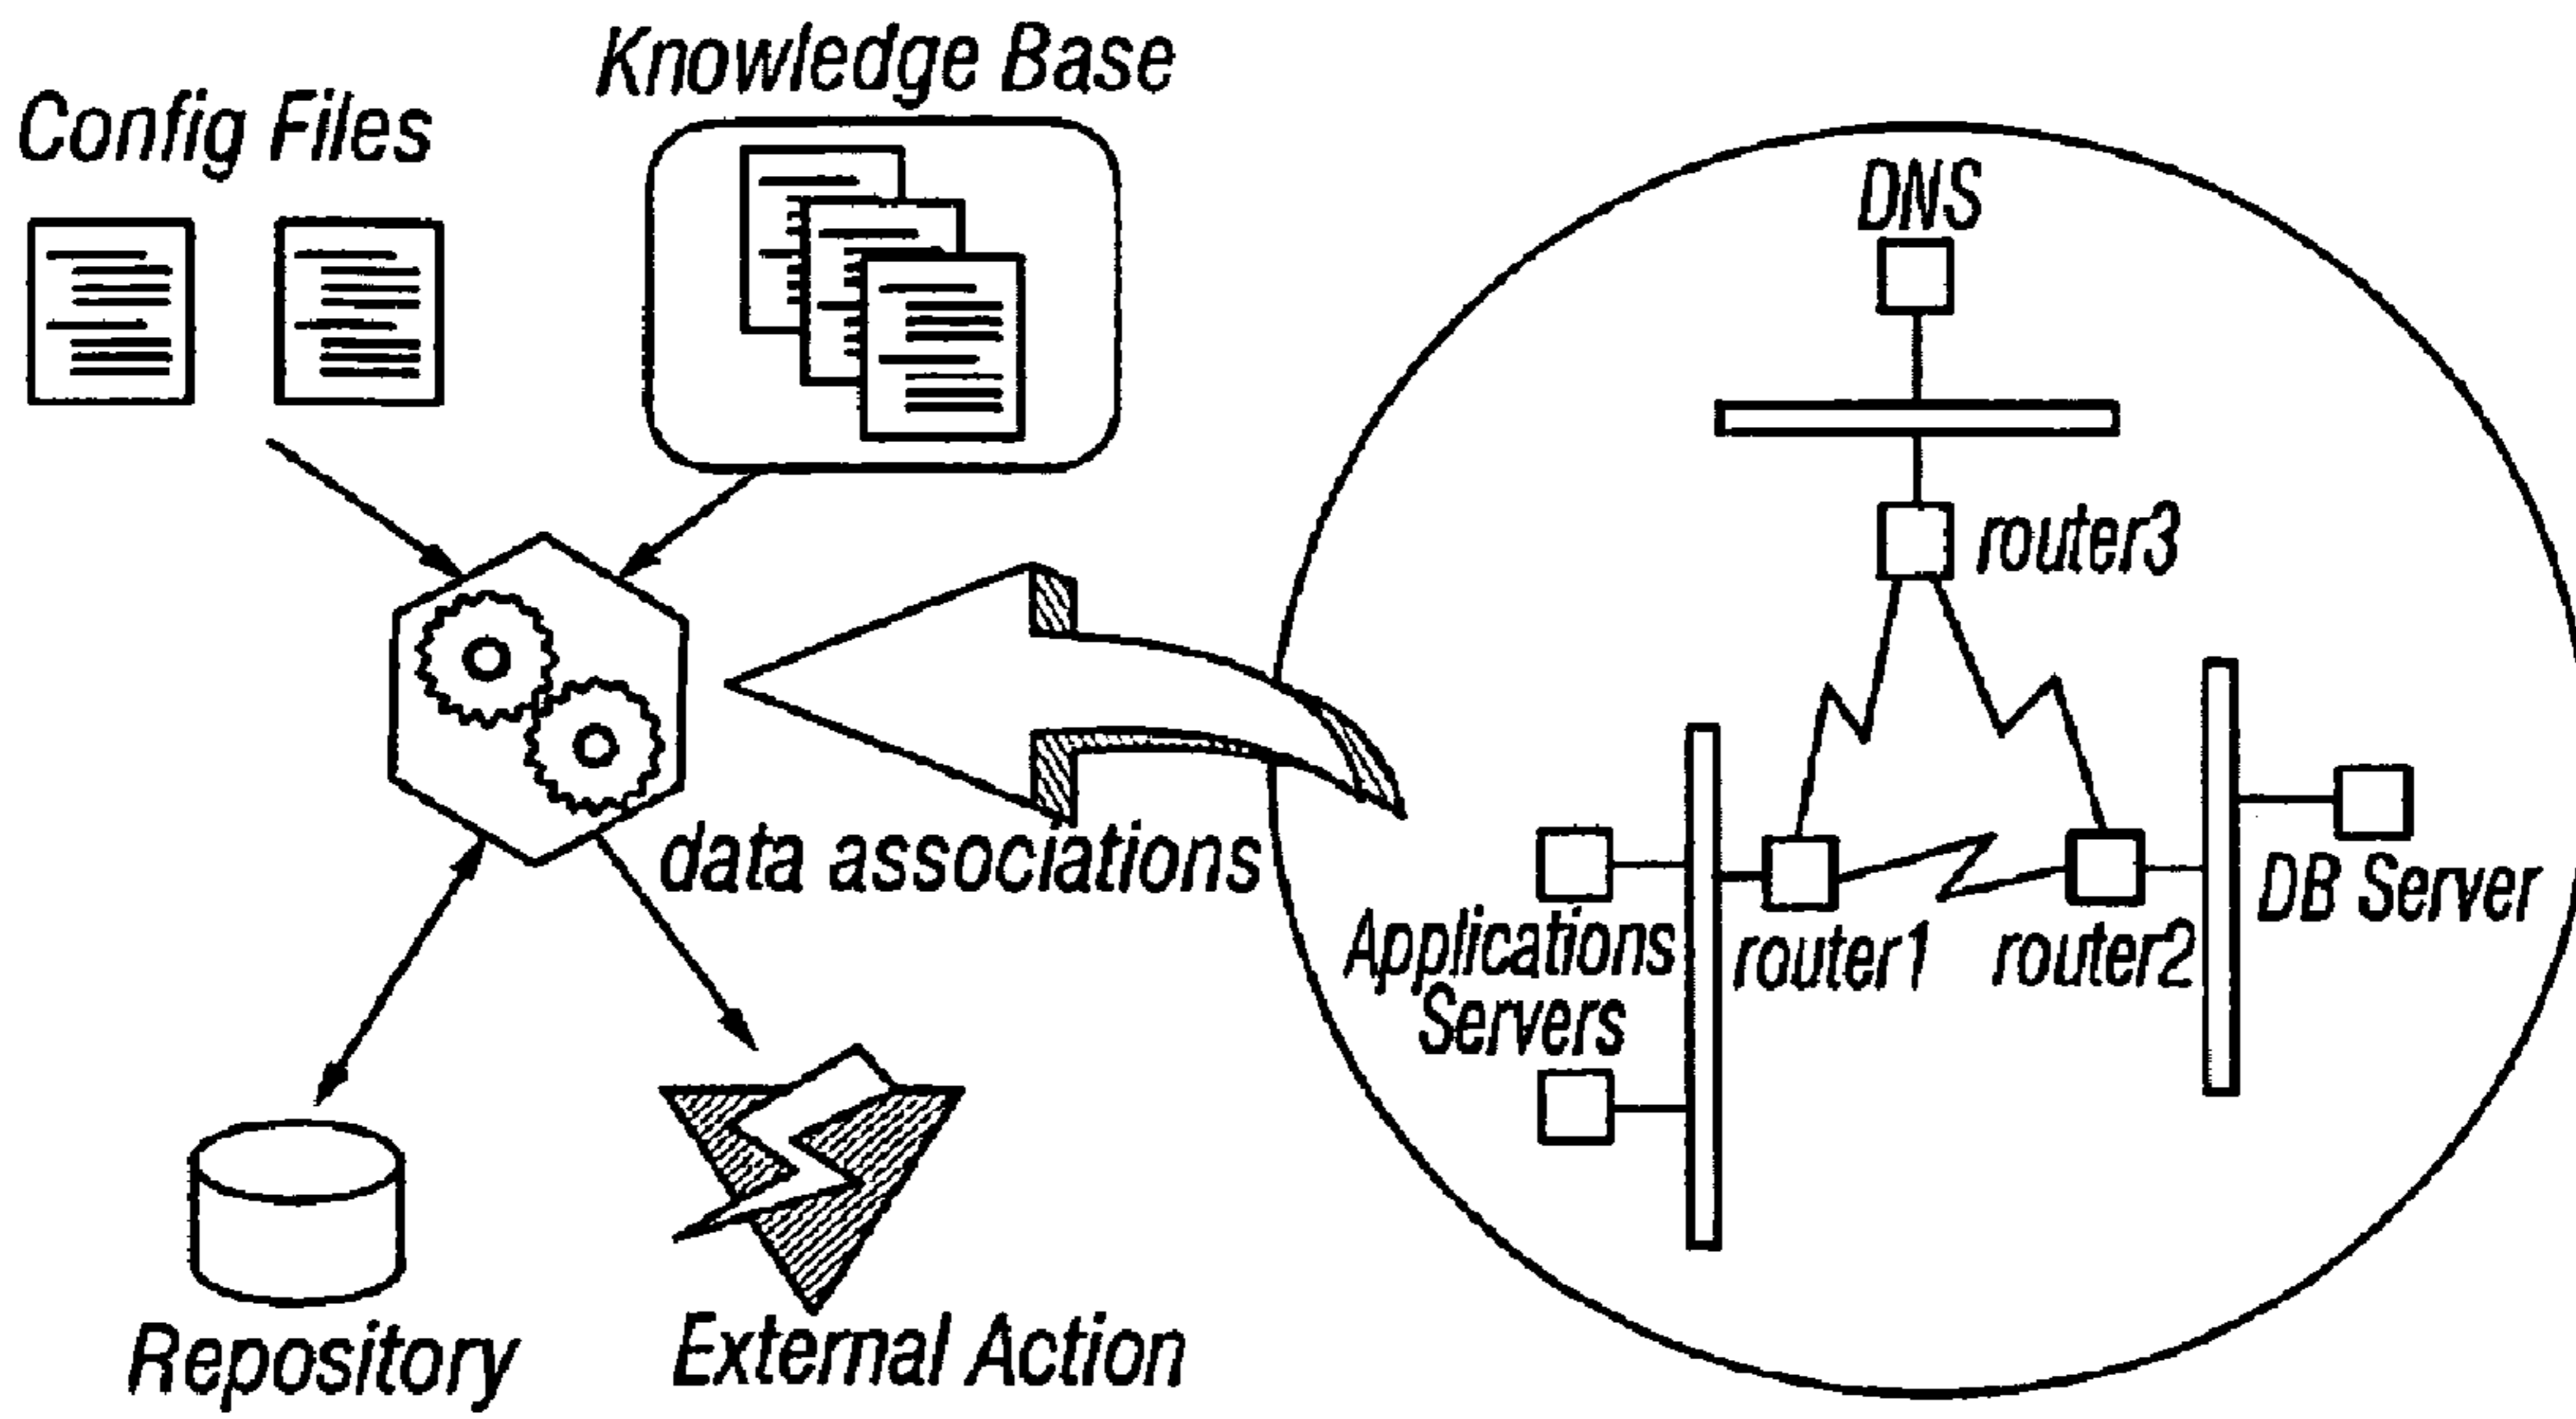 Knowledge Base
Config Files
DNS
router3
data associations
Applications
Servers
router1
router2
DB Server
Repository
External Action